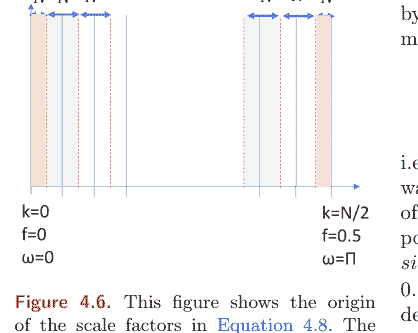 by
m
k=0
f=0
ω=0
k=N/2
f=0.5
ω=Π
i.e
wa
of
po
si
0.
de
Figure 4.6. This figure shows the origin
of the scale factors in Equation 4.8. The